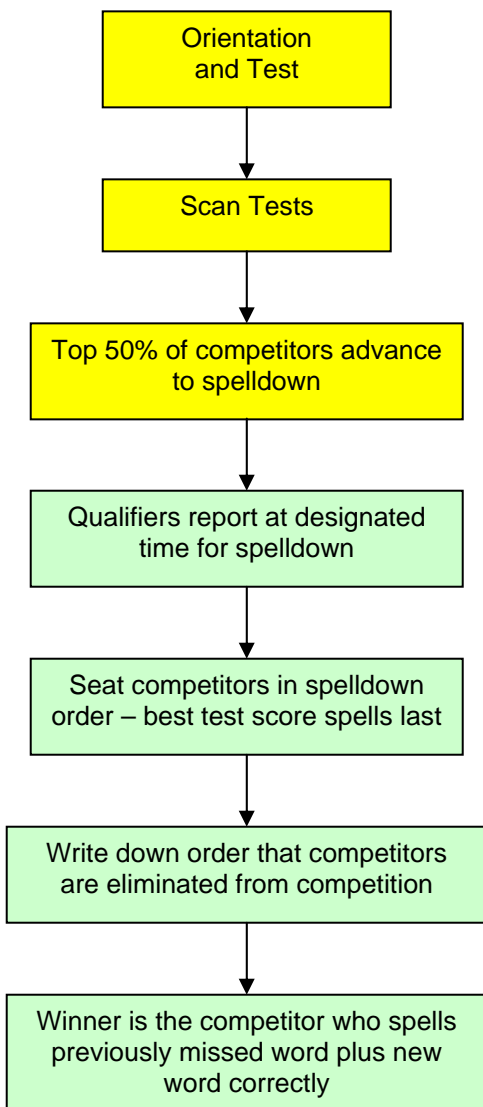 Orientation
and Test
Scan Tests
Top 50% of competitors advance
to spelldown
Qualifiers report at designated
time for spelldown
Seat competitors in spelldown
order – best test score spells last
Write down order that competitors
are eliminated from competition
Winner is the competitor who spells
previously missed word plus new
word correctly